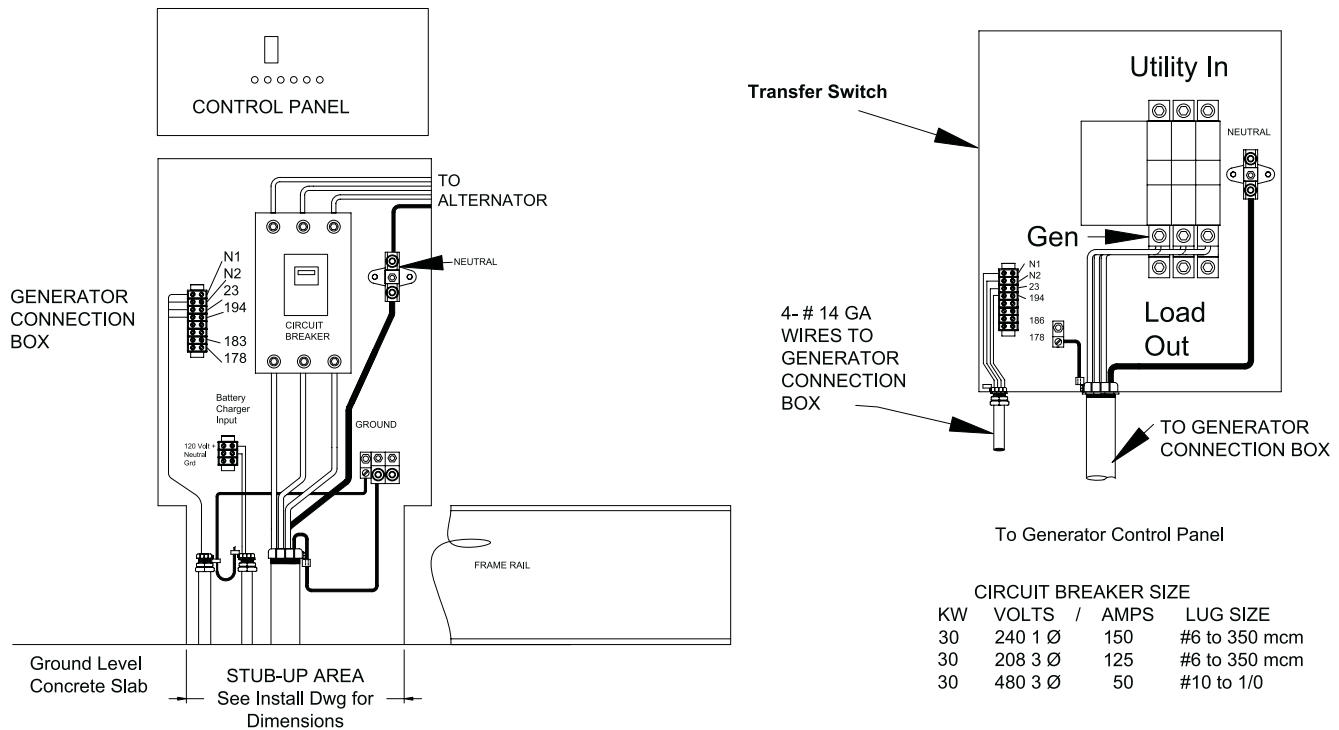 CONTROL PANEL
TO
ALTERNATOR
NEUTRAL
N1
N2
23
194
183
178
GENERATOR
CONNECTION
BOX
CIRCUIT
BREAKER
Battery
Charger
Input
120 Volt +
Neutral
Grd
GROUND
FRAME RAIL
Ground Level
Concrete Slab
STUB-UP AREA
See Install Dwg for
Dimensions
Transfer Switch
Utility In
NEUTRAL
Gen
N1
N2
23
194
186
178
Load
Out
4- # 14 GA
WIRES TO
GENERATOR
CONNECTION
BOX
TO GENERATOR
CONNECTION BOX
To Generator Control Panel
CIRCUIT BREAKER SIZE
KW VOLTS / AMPS LUG SIZE
30 240 1 Ø 150 #6 to 350 mcm
30 208 3 Ø 125 #6 to 350 mcm
30 480 3 Ø 50 #10 to 1/0